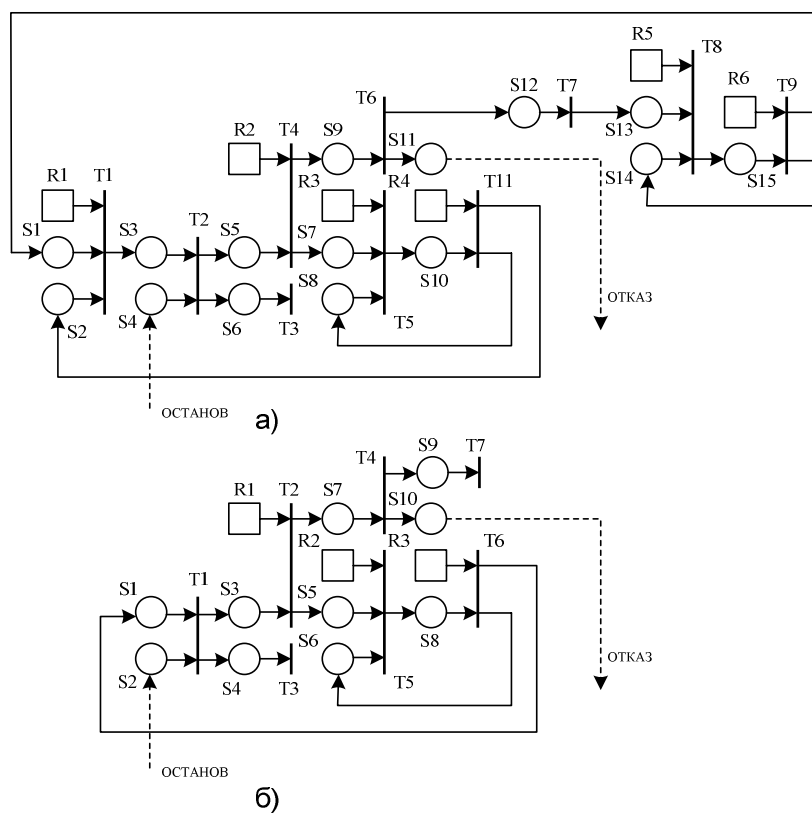 R5
T8
S12
T7
R6
T9
T6
S13
R2
T4
S9
S11
S14
S15
R3
R4
T11
R1
T1
T2
S1
S3
S5
S7
S8
S10
S2
S4
S6
T3
T5
ОТКАЗ
ОСТАНОВ
а)
S9
T7
T4
R1
T2
S7
S10
R2
R3
T6
S1
T1
S3
S5
S6
S8
S2
S4
T3
T5
ОТКАЗ
ОСТАНОВ
б)